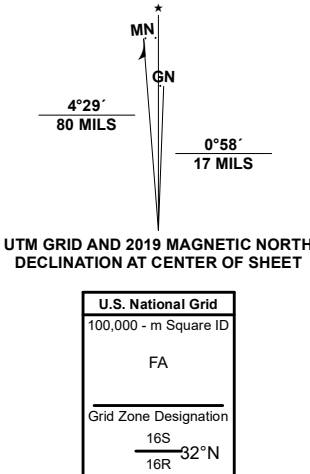 MN
GN
4°29´
80 MILS
0°58´
17 MILS
UTM GRID AND 2019 MAGNETIC NORTH
DECLINATION AT CENTER OF SHEET
U.S. National Grid
100,000 - m Square ID
FA
Grid Zone Designation
16S
32°N
16R